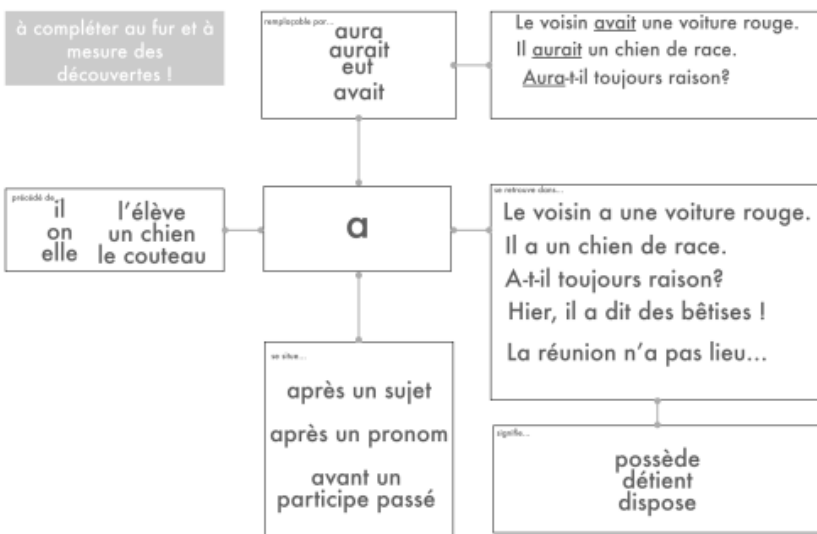 à compléter au fur et à
mesure des
découvertes !
remplaçable par...
aura
aurait
eut
avait
Le voisin avait une voiture rouge.
Il aurait un chien de race.
Aura-t-il toujours raison?
précédé de
il
on
elle
l'élève
un chien
le couteau
a
se retrouve dans...
Le voisin a une voiture rouge.
Il a un chien de race.
A-t-il toujours raison?
Hier, il a dit des bêtises !
La réunion n'a pas lieu...
se situe...
après un sujet
après un pronom
avant un
participe passé
signifie...
possède
détient
dispose